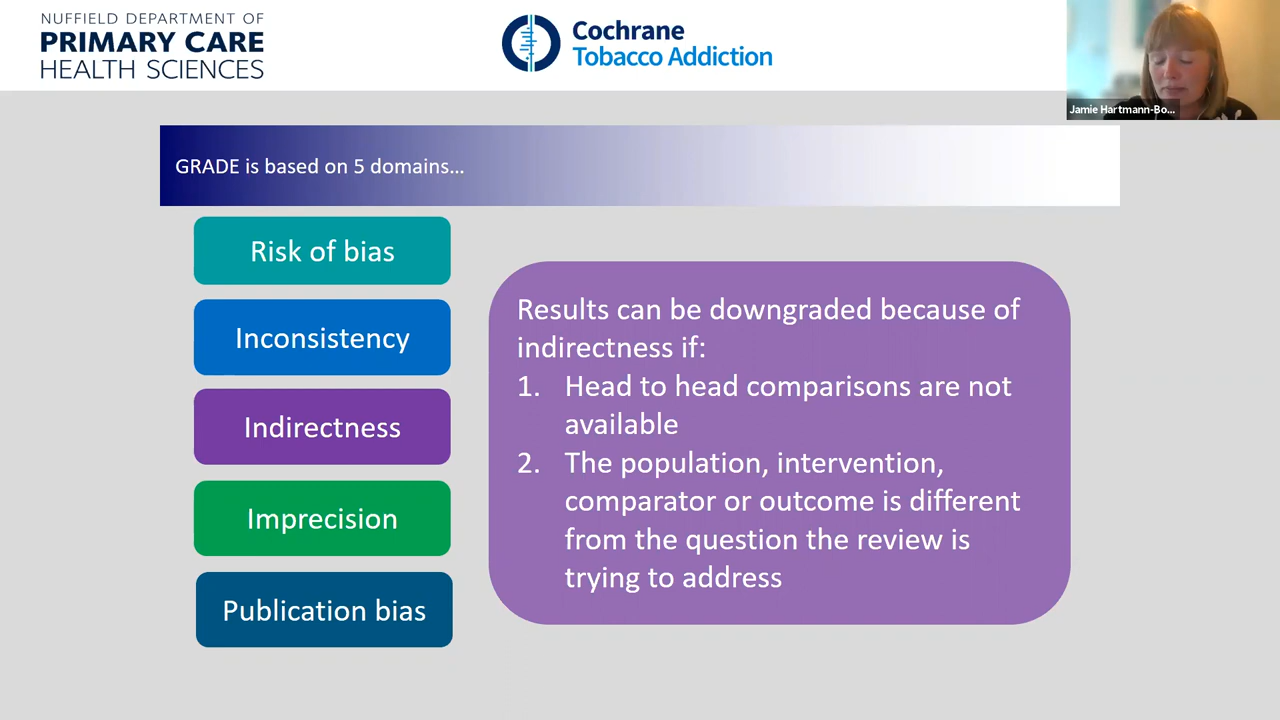 NUFFIELD DEPARTMENT OF
PRIMARY CARE
HEALTH SCIENCES
Cochrane
Tobacco Addiction
Jamie Hartmann-Bo...
GRADE is based on 5 domains...
Risk of bias
Inconsistency
Indirectness
Imprecision
Publication bias
Results can be downgraded because of
indirectness if:
1. Head to head comparisons are not
available
2. The population, intervention,
comparator or outcome is different
from the question the review is
trying to address